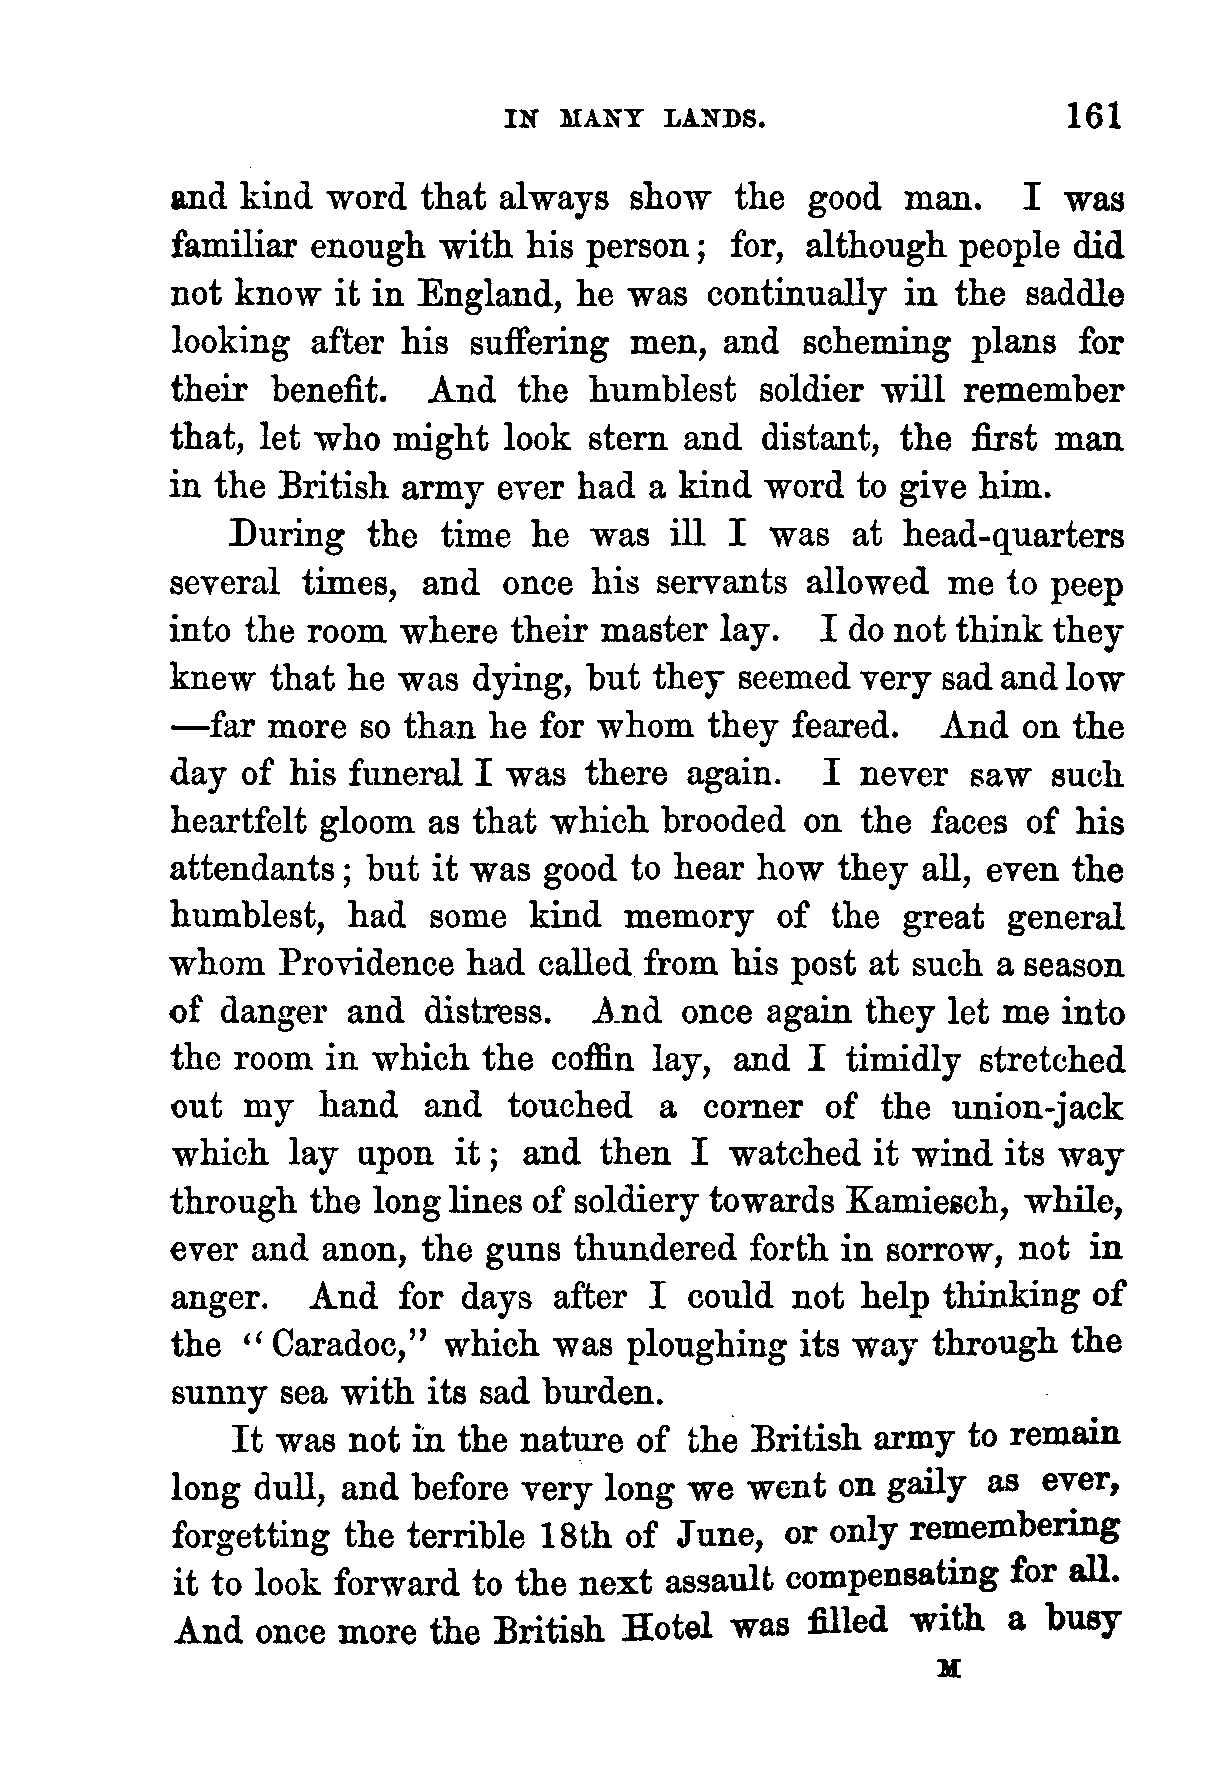 IN MANY LANDS. 161
and kind word that always show the good man. I was
familiar enough with his person; for, although people did
not know it in England, he was continually in the saddle
looking after his suffering men, and scheming plans for
their benefit. And the humblest soldier will remember
that, let who might look stern and distant, the first man
in the British army ever had a kind word to give him.
During the time he was ill I was at head-quarters
several times, and once his servants allowed me to peep
into the room where their master lay. I do not think they
knew that he was dying, but they seemed very sad and low
—far more so than he for whom they feared. And on the
day of his funeral I was there again. I never saw such
heartfelt gloom as that which brooded on the faces of his
attendants; but it was good to hear how they all, even the
humblest, had some kind memory of the great general
whom Providence had called from his post at such a season
of danger and distress. And once again they let me into
the room in which the coffin lay, and I timidly stretched
out my hand and touched a corner of the union-jack
which lay upon it; and then I watched it wind its way
through the long lines of soldiery towards Kamiesch, while,
ever and anon, the guns thundered forth in sorrow, not in
anger. And for days after I could not help thinking of
the "Caradoc," which was ploughing its way through the
sunny sea with its sad burden.
It was not in the nature of the British army to remain
long dull, and before very long we went on gaily as ever,
forgetting the terrible 18th of June, or only remembering
it to look forward to the next assault compensating for all.
And once more the British Hotel was filled with a busy
M